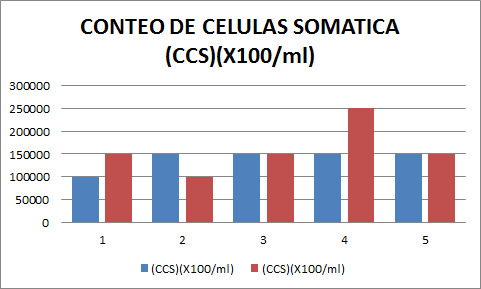 CONTEO DE CELULAS SOMATICA
(CCS)(X100/ml)
300000
250000
200000
150000
100000
50000
0
1 2 3 4 5
(CCS)(X100/ml) (CCS)(X100/ml)